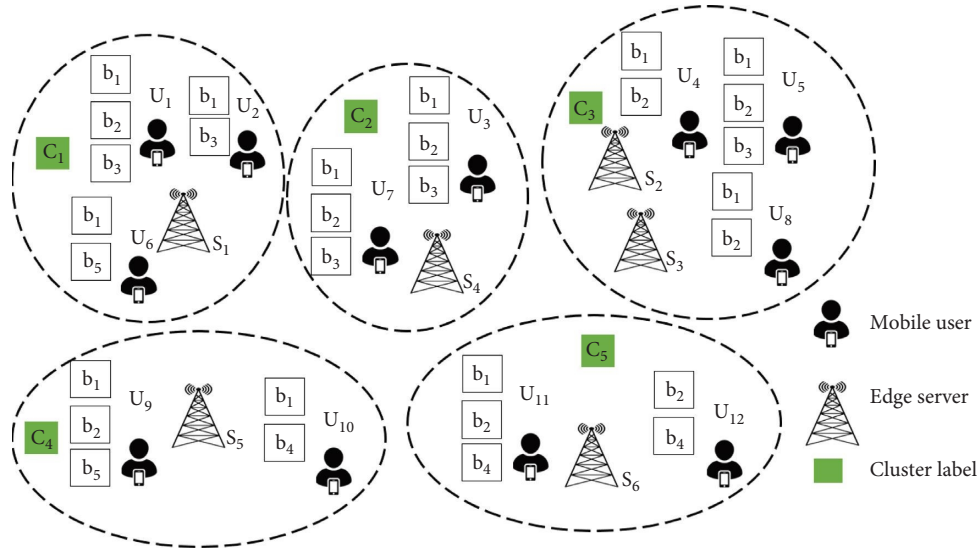 C1
b1
b2
b3
U1
b1
b3
U2
b1
b5
U6
S1
C2
b1
b2
b3
U3
b1
b2
b3
U7
S4
C3
b1
b2
U4
b1
b2
b3
U5
S2
S3
b1
b2
U8
C4
b1
b2
b5
U9
S5
b1
b4
U10
C5
b1
b2
b4
U11
S6
b2
b4
U12
Mobile user
Edge server
Cluster label